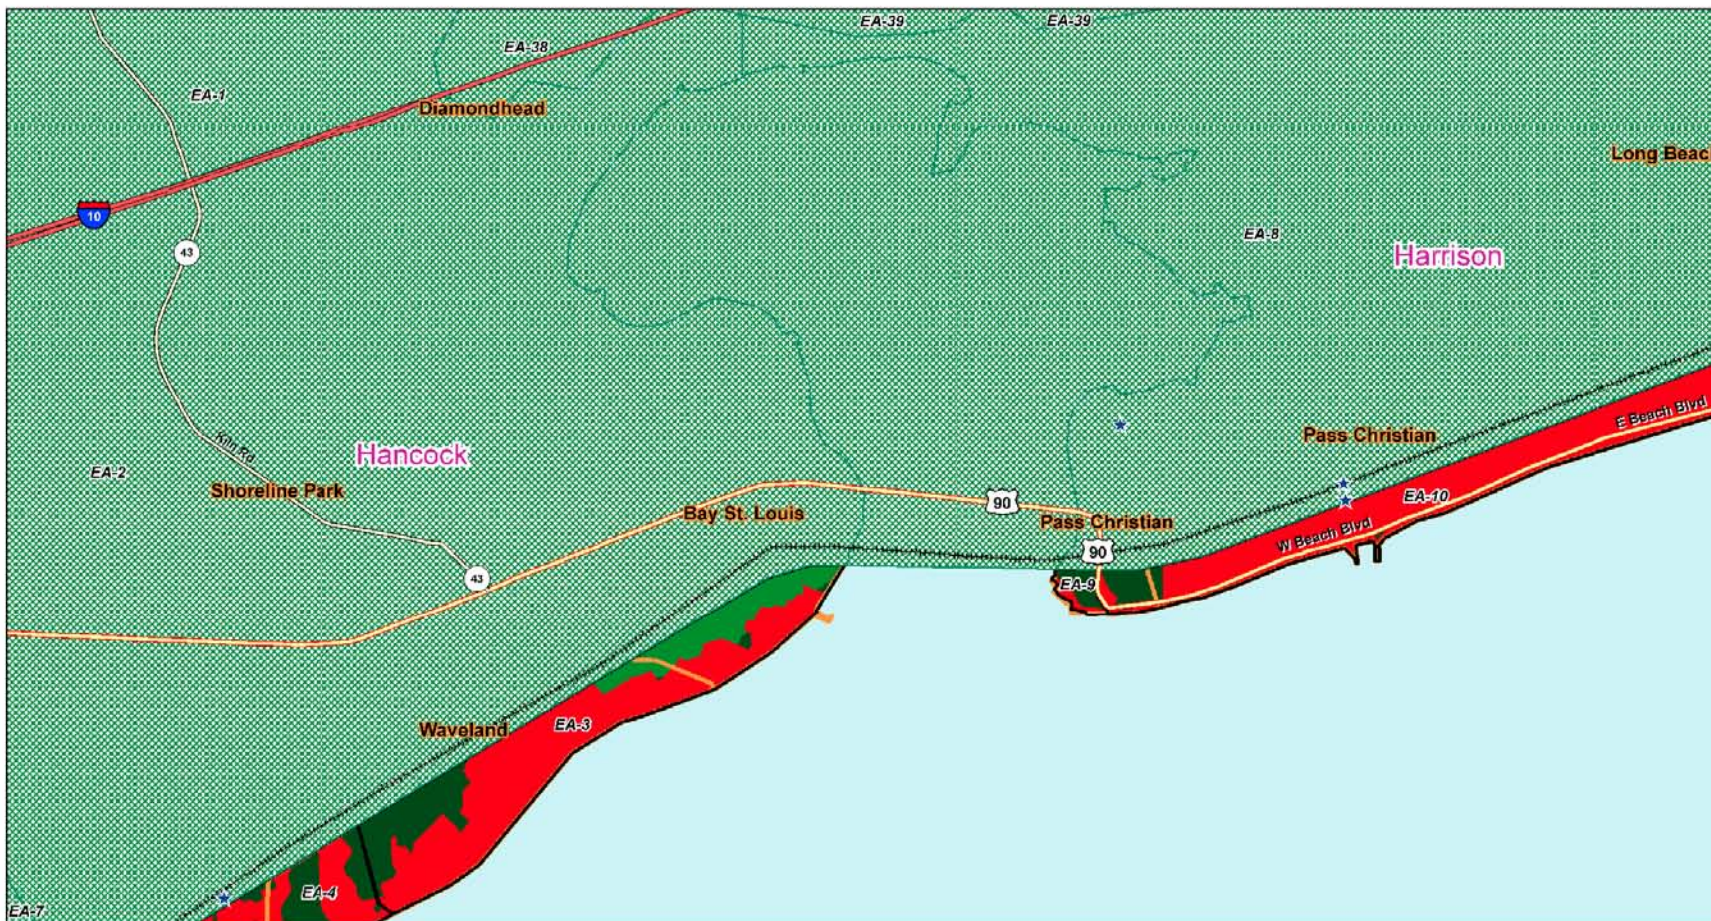 EA-39
EA-39
EA-38
EA-1
Diamondhead
Long Beac
10
EA-8
43
Harrison
Kiln Rd
Hancock
Pass Christian
E Beach Blvd
EA-2
Shoreline Park
EA-10
90
Bay St. Louis
Pass Christian
W Beach Blvd
90
43
EA-9
EA-3
Waveland
EA-4
EA-7